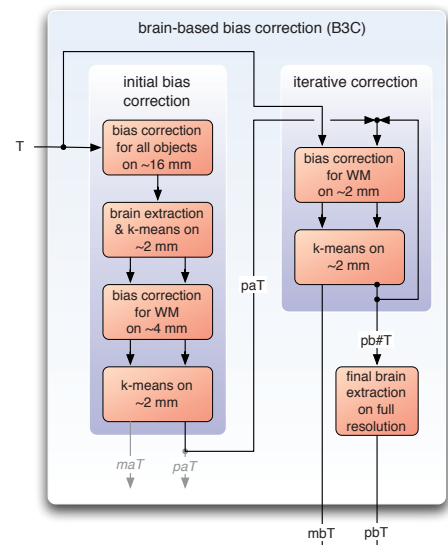 brain-based bias correction (B3C)
initial bias
correction
iterative correction
T
bias correction
for all objects
on ~16 mm
brain extraction
& k-means on
~2 mm
bias correction
for WM
on ~4 mm
k-means on
~2 mm
maT
paT
paT
bias correction
for WM
on ~2 mm
k-means on
~2 mm
pb#T
final brain
extraction
on full
resolution
mbT
pbT